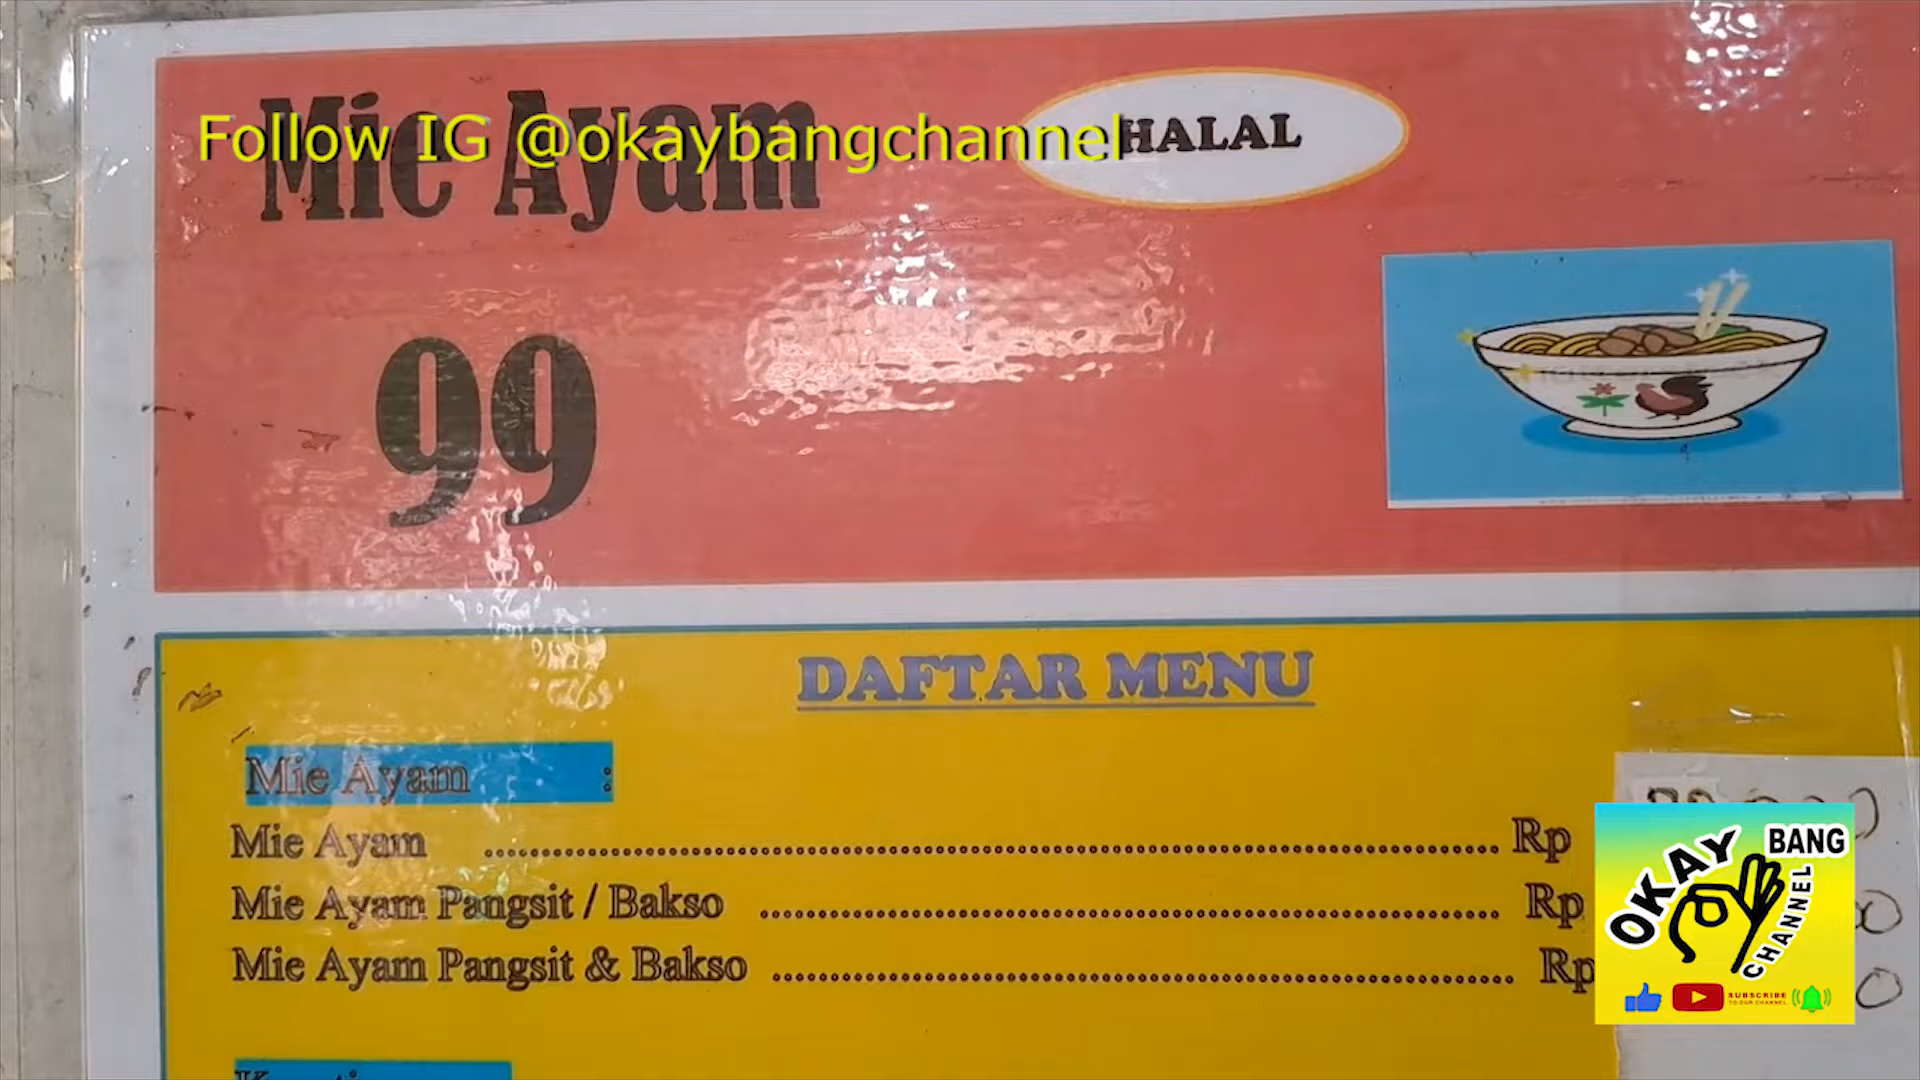 Mie Ayam
Follow IG @okaybangchannel
HALAL
99
DAFTAR MENU
Mie Ayam :
Mie Ayam ........................................ Rp
Mie Ayam Pangsit / Bakso ........................................ Rp
Mie Ayam Pangsit & Bakso ........................................ Rp
OKAY BANG
CHANNEL
SUBSCRIBE
TO OUR CHANNEL